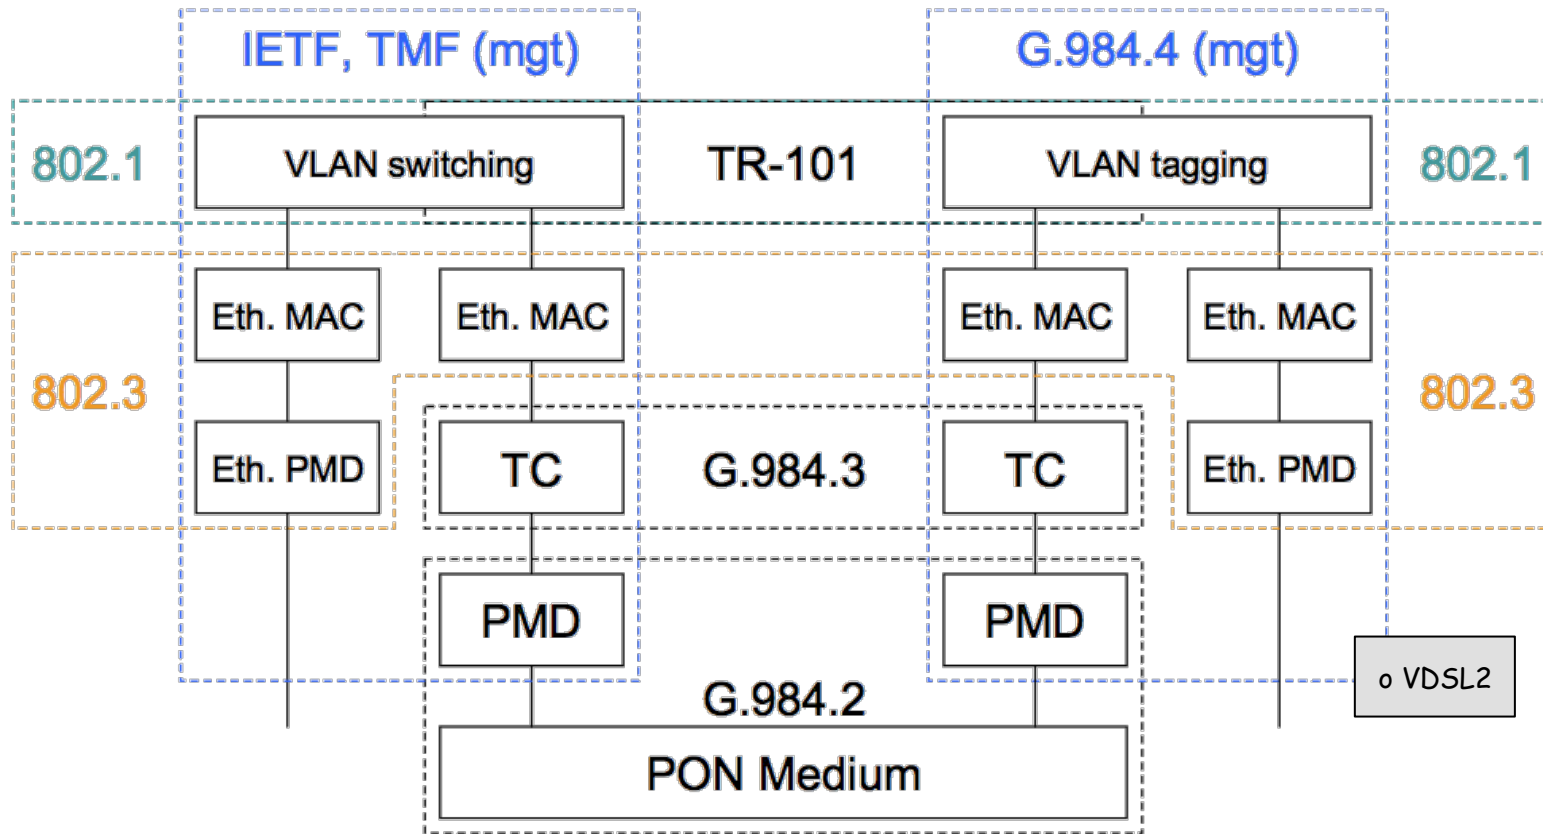 IETF, TMF (mgt)
G.984.4 (mgt)
802.1
VLAN switching
TR-101
VLAN tagging
802.1
Eth. MAC
Eth. MAC
Eth. MAC
Eth. MAC
802.3
802.3
Eth. PMD
TC
G.984.3
TC
Eth. PMD
PMD
PMD
o VDSL2
G.984.2
PON Medium